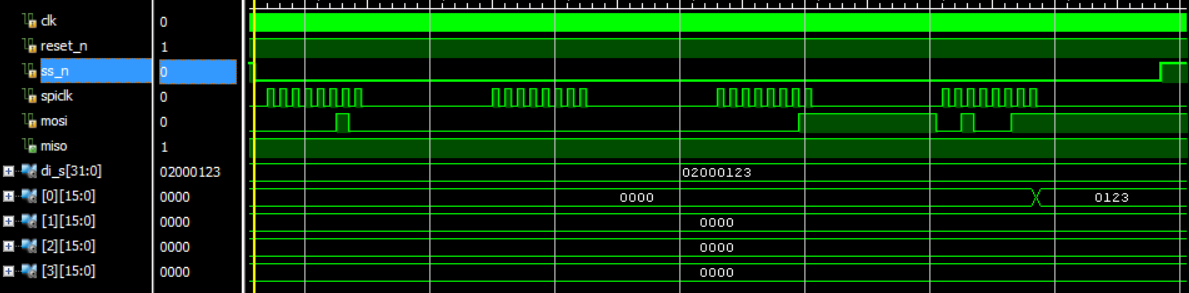 clk 0
reset_n 1
ss_n 0
spiclk 0
mosi 0
miso 1
di_s[31:0] 02000123 02000123
[0][15:0] 0000 0000 0123
[1][15:0] 0000 0000
[2][15:0] 0000 0000
[3][15:0] 0000 0000